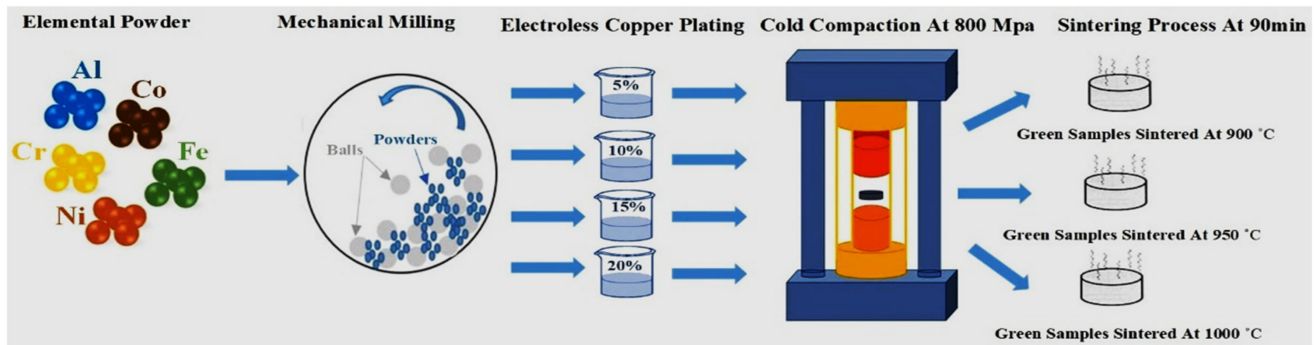 Elemental Powder
Mechanical Milling
Electroless Copper Plating
Cold Compaction At 800 Mpa
Sintering Process At 90min
Al
Co
Cr
Fe
Ni
Balls
Powders
5%
10%
15%
20%
Green Samples Sintered At 900 °C
Green Samples Sintered At 950 °C
Green Samples Sintered At 1000 °C